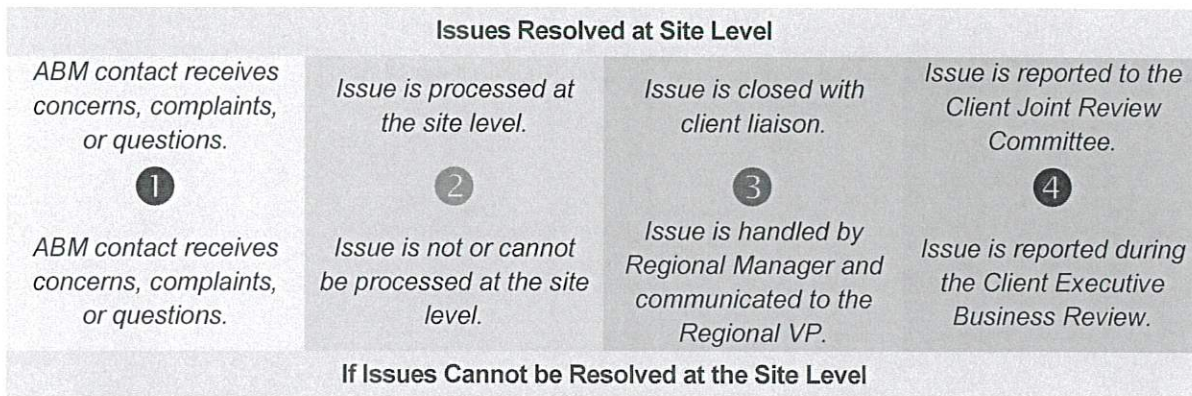 Issues Resolved at Site Level
ABM contact receives
concerns, complaints,
or questions.
Issue is processed at
the site level.
Issue is closed with
client liaison.
Issue is reported to the
Client Joint Review
Committee.
1
2
3
4
ABM contact receives
concerns, complaints,
or questions.
Issue is not or cannot
be processed at the site
level.
Issue is handled by
Regional Manager and
communicated to the
Regional VP.
Issue is reported during
the Client Executive
Business Review.
If Issues Cannot be Resolved at the Site Level